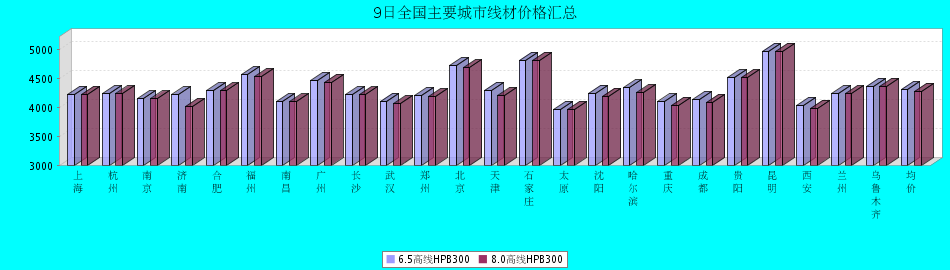 9日全国主要城市线材价格汇总
5000
4500
4000
3500
3000
上海
杭州
南京
济南
合肥
福州
南昌
广州
长沙
武汉
郑州
北京
天津
石家庄
太原
沈阳
哈尔滨
重庆
成都
贵阳
昆明
西安
兰州
乌鲁木齐
均价
6.5高线HPB300 8.0高线HPB300